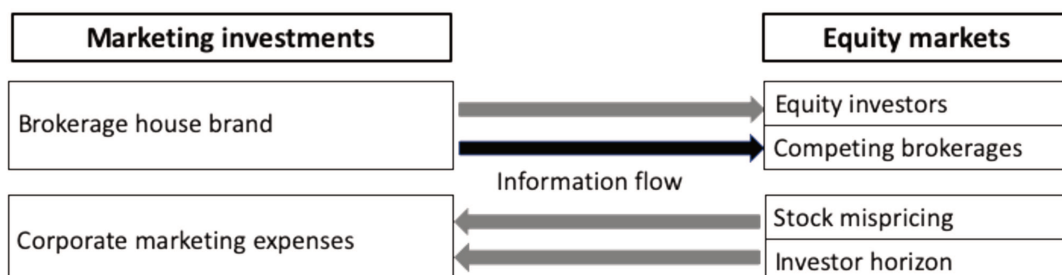 Marketing investments
Equity markets
Brokerage house brand
Equity investors
Competing brokerages
Information flow
Corporate marketing expenses
Stock mispricing
Investor horizon